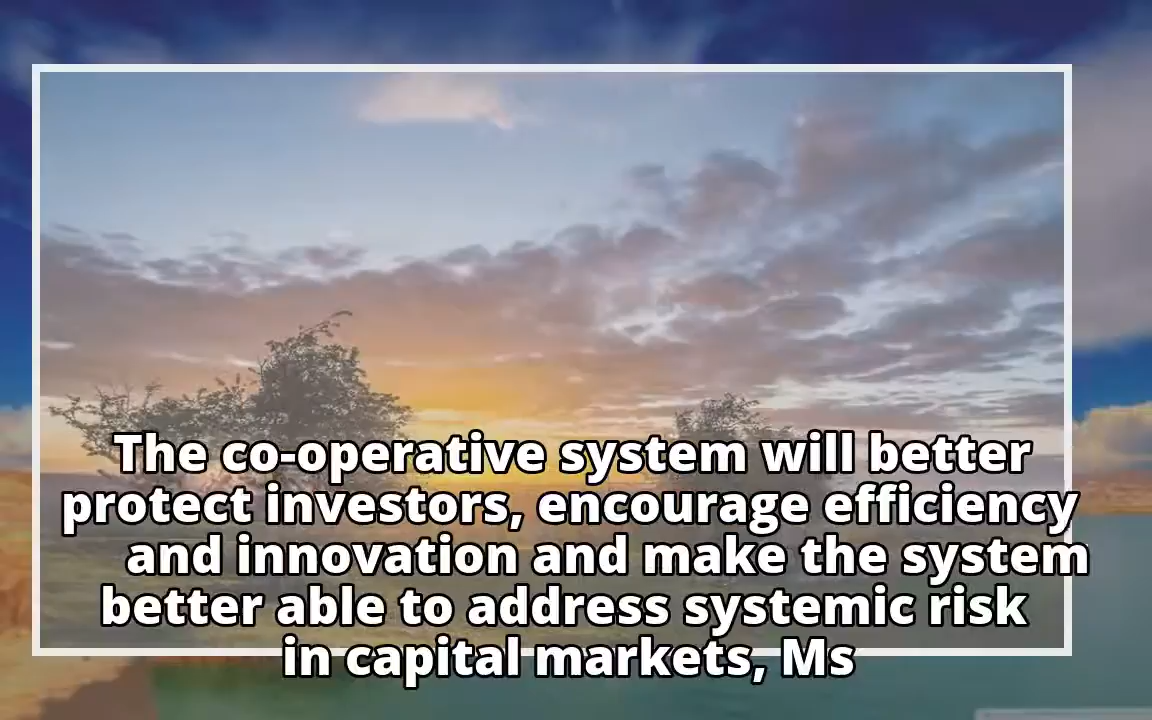 The co-operative system will better
protect investors, encourage efficiency
and innovation and make the system
better able to address systemic risk
in capital markets, Ms